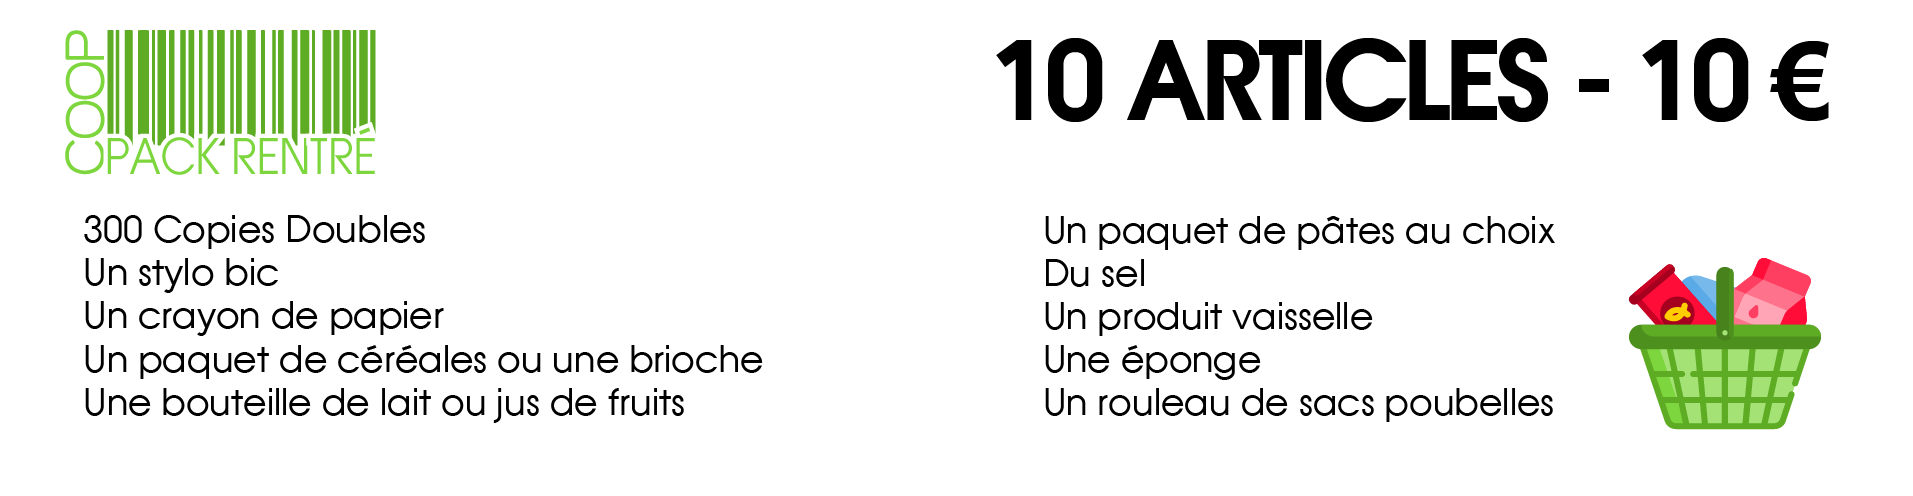 COOP
PACK RENTRÉ
10 ARTICLES - 10 €
300 Copies Doubles
Un stylo bic
Un crayon de papier
Un paquet de céréales ou une brioche
Une bouteille de lait ou jus de fruits
Un paquet de pâtes au choix
Du sel
Un produit vaisselle
Une éponge
Un rouleau de sacs poubelles